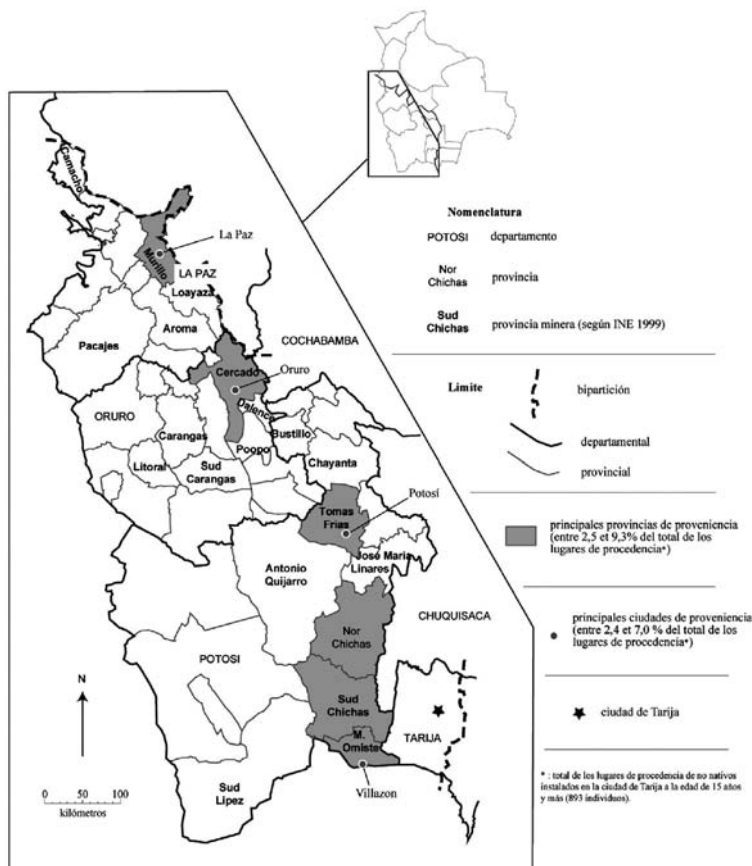 Camacho
La Paz
Murillo
LA PAZ
Loayaza
Pacajes
Aroma
COCHABAMBA
Cercado
Oruro
Dalence
ORURO
Carangas
Bustillo
Poopo
Litoral
Sud
Carangas
Chayanta
Potosí
Tomas
Frias
José Maria
Linares
Antonio
Quijarro
CHUQUISACA
Nor
Chichas
POTOSI
N
Sud
Chichas
TARIJA
M.
Omiste
Villazon
Sud
Lipez
0 50 100
kilómetros
Nomenclatura
POTOSI departamento
Nor
Chichas provincia
Sud
Chichas provincia minera (según INE 1999)
Limite bipartición
departamental
provincial
principales provincias de proveniencia
(entre 2,5 et 9,3% del total de los
lugares de procedencia*)
principales ciudades de proveniencia
(entre 2,4 et 7,0 % del total de los
lugares de procedencia*)
ciudad de Tarija
* : total de los lugares de procedencia de no nativos
instalados en la ciudad de Tarija a la edad de 15 años
y más (893 individuos).